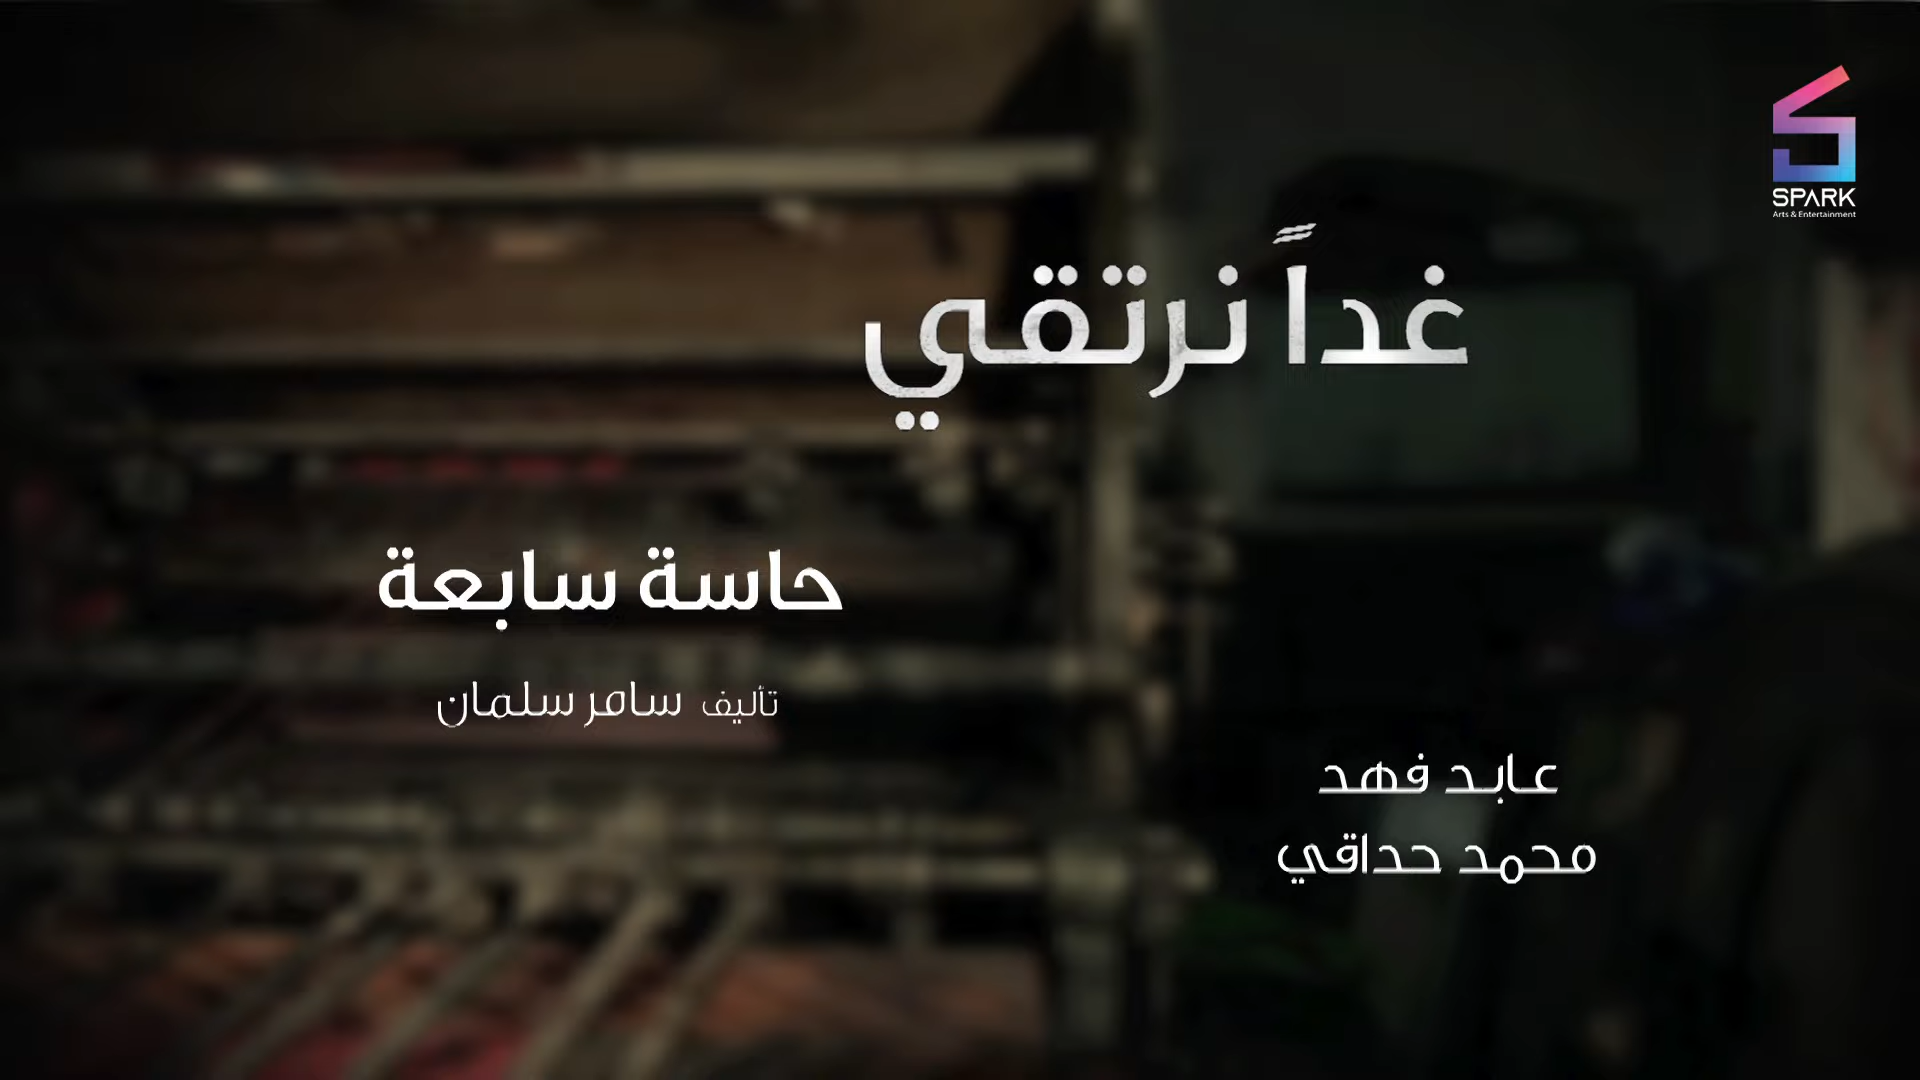 SPARK
Arts & Entertainment
غداً نرتقي
حاسة سابعة
تأليف سامر سلمان
عابد فهد
محمد حداقي